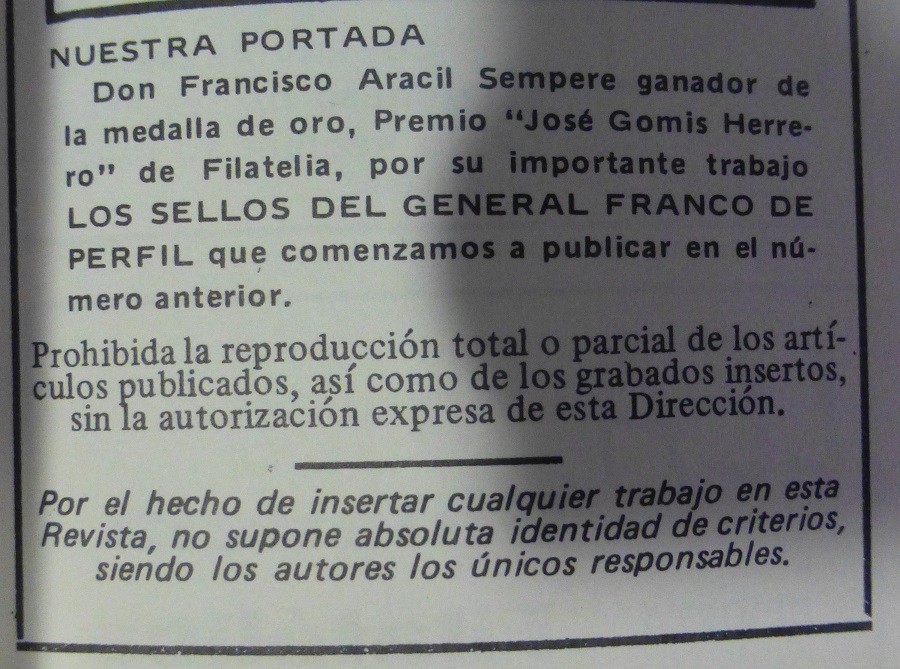 NUESTRA PORTADA
Don Francisco Aracil Sempere ganador de
la medalla de oro, Premio “José Gomis Herre-
ro” de Filatelia, por su importante trabajo
LOS SELLOS DEL GENERAL FRANCO DE
PERFIL que comenzamos a publicar en el nú-
mero anterior.
Prohibida la reproducción total o parcial de los artí-
culos publicados, así como de los grabados insertos,
sin la autorización expresa de esta Dirección.
Por el hecho de insertar cualquier trabajo en esta
Revista, no supone absoluta identidad de criterios,
siendo los autores los únicos responsables.